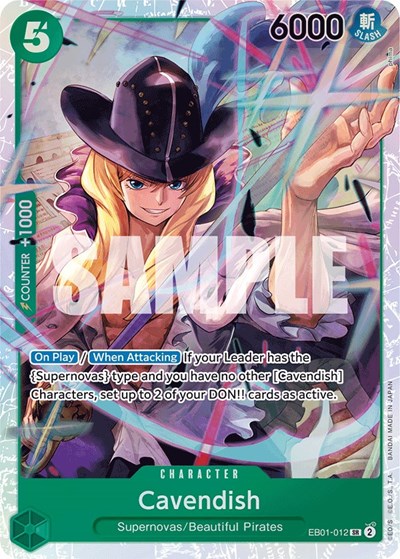 5
6000
斬
SLASH
COUNTER +1000
SAMPLE
On Play / When Attacking If your Leader has the
{Supernovas} type and you have no other [Cavendish]
Characters, set up to 2 of your DON!! cards as active.
CHARACTER
Cavendish
Supernovas/Beautiful Pirates
EB01-012 SR 2
©E.O./S.,T.A. BANDAI MADE IN JAPAN